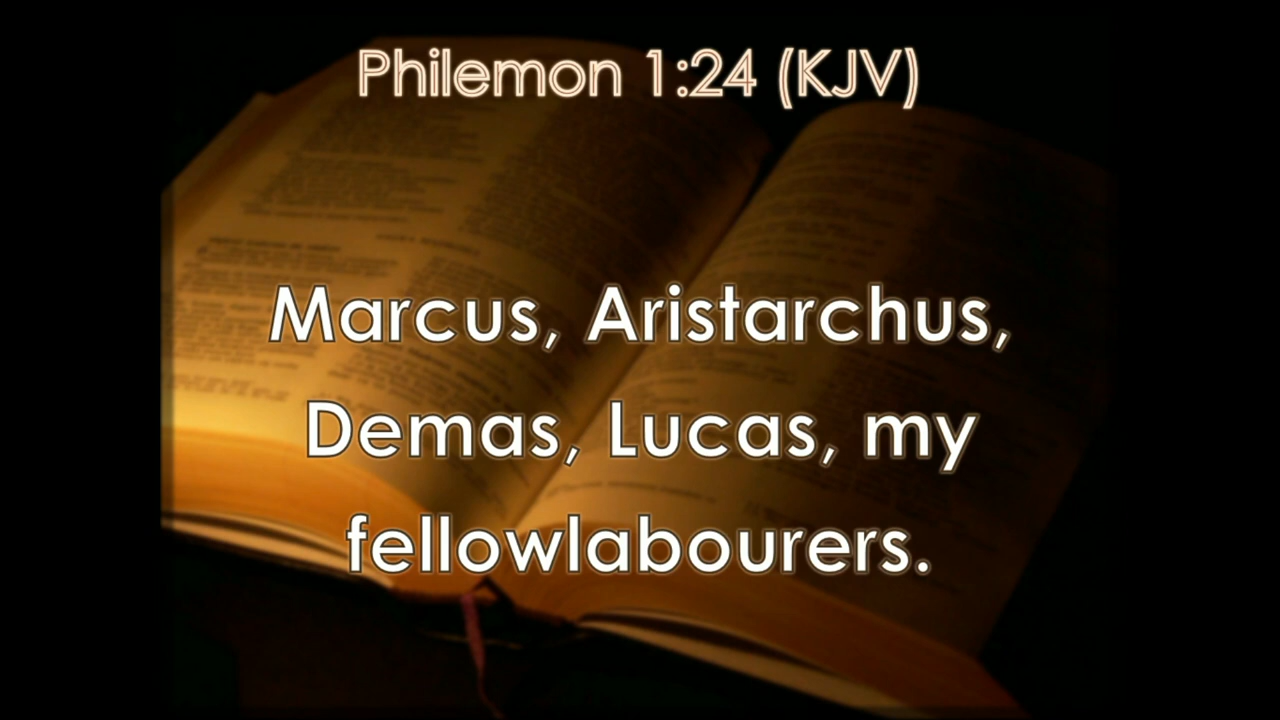 Philemon 1:24 (KJV)
Marcus, Aristarchus,
Demas, Lucas, my
fellowlabourers.